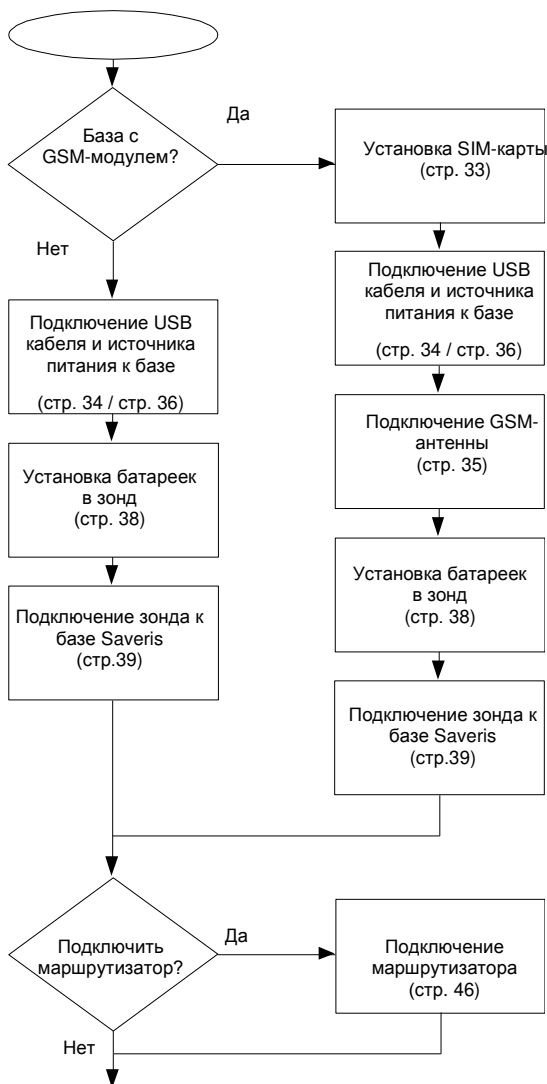 База с
GSM-модулем?
Да
Установка SIM-карты
(стр. 33)
Нет
Подключение USB
кабеля и источника
питания к базе
(стр. 34 / стр. 36)
Подключение USB
кабеля и источника
питания к базе
(стр. 34 / стр. 36)
Подключение GSM-
антенны
(стр. 35)
Установка батареек
в зонд
(стр. 38)
Установка батареек
в зонд
(стр. 38)
Подключение зонда к
базе Saveris
(стр.39)
Подключение зонда к
базе Saveris
(стр.39)
Подключить
маршрутизатор?
Да
Подключение
маршрутизатора
(стр. 46)
Нет